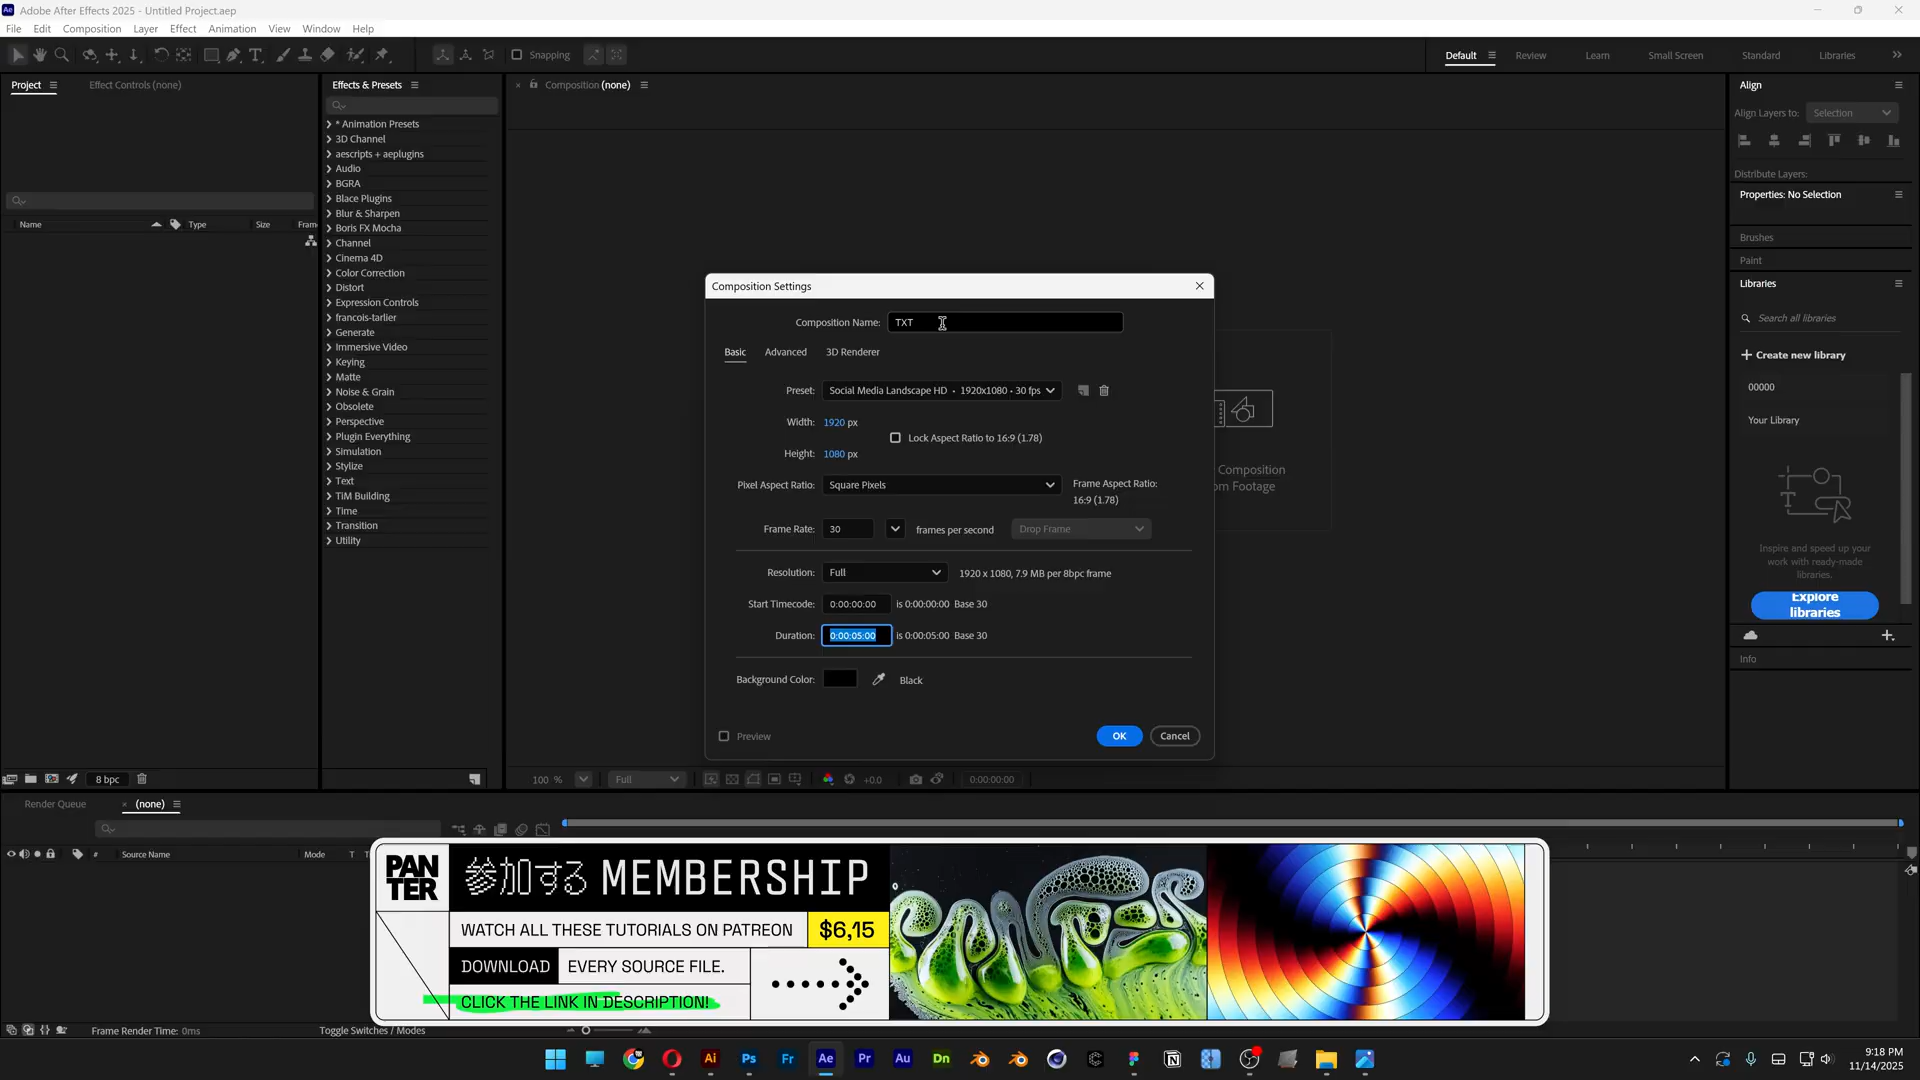 Adobe After Effects 2025 - Untitled Project.aep
File Edit Composition Layer Effect Animation View Window Help
Snapping
Default Review Learn Small Screen Standard Libraries
Project
Effect Controls (none)
Name Type Size Fram
8 bpc
Effects & Presets
* Animation Presets
3D Channel
aescripts + aeplugins
Audio
BGRA
Blace Plugins
Blur & Sharpen
Boris FX Mocha
Channel
Cinema 4D
Color Correction
Distort
Expression Controls
francois-tarlier
Generate
Immersive Video
Keying
Matte
Noise & Grain
Obsolete
Perspective
Plugin Everything
Simulation
Stylize
Text
TiM Building
Time
Transition
Utility
Composition (none)
Composition
om Footage
Composition Settings
Composition Name: TXT
Basic Advanced 3D Renderer
Preset: Social Media Landscape HD • 1920x1080 • 30 fps
Width: 1920 px
Lock Aspect Ratio to 16:9 (1.78)
Height: 1080 px
Pixel Aspect Ratio: Square Pixels
Frame Aspect Ratio:
16:9 (1.78)
Frame Rate: 30 frames per second Drop Frame
Resolution: Full 1920 x 1080, 7.9 MB per 8bpc frame
Start Timecode: 0:00:00:00 is 0:00:00:00 Base 30
Duration: 0:00:05:00 is 0:00:05:00 Base 30
Background Color: Black
Preview
OK Cancel
100 % Full +0.0 0:00:00:00
Align
Align Layers to: Selection
Distribute Layers:
Properties: No Selection
Brushes
Paint
Libraries
Search all libraries
Create new library
00000
Your Library
Inspire and speed up your
work with ready-made
libraries.
Explore
libraries
Info
Render Queue (none)
# Source Name Mode T
Frame Render Time: 0ms
Toggle Switches / Modes
PAN
TER
参加する MEMBERSHIP
WATCH ALL THESE TUTORIALS ON PATREON $6,15
DOWNLOAD EVERY SOURCE FILE.
CLICK THE LINK IN DESCRIPTION!
Ai Ps Fr Ae Pr Au Dn
9:18 PM
11/14/2025